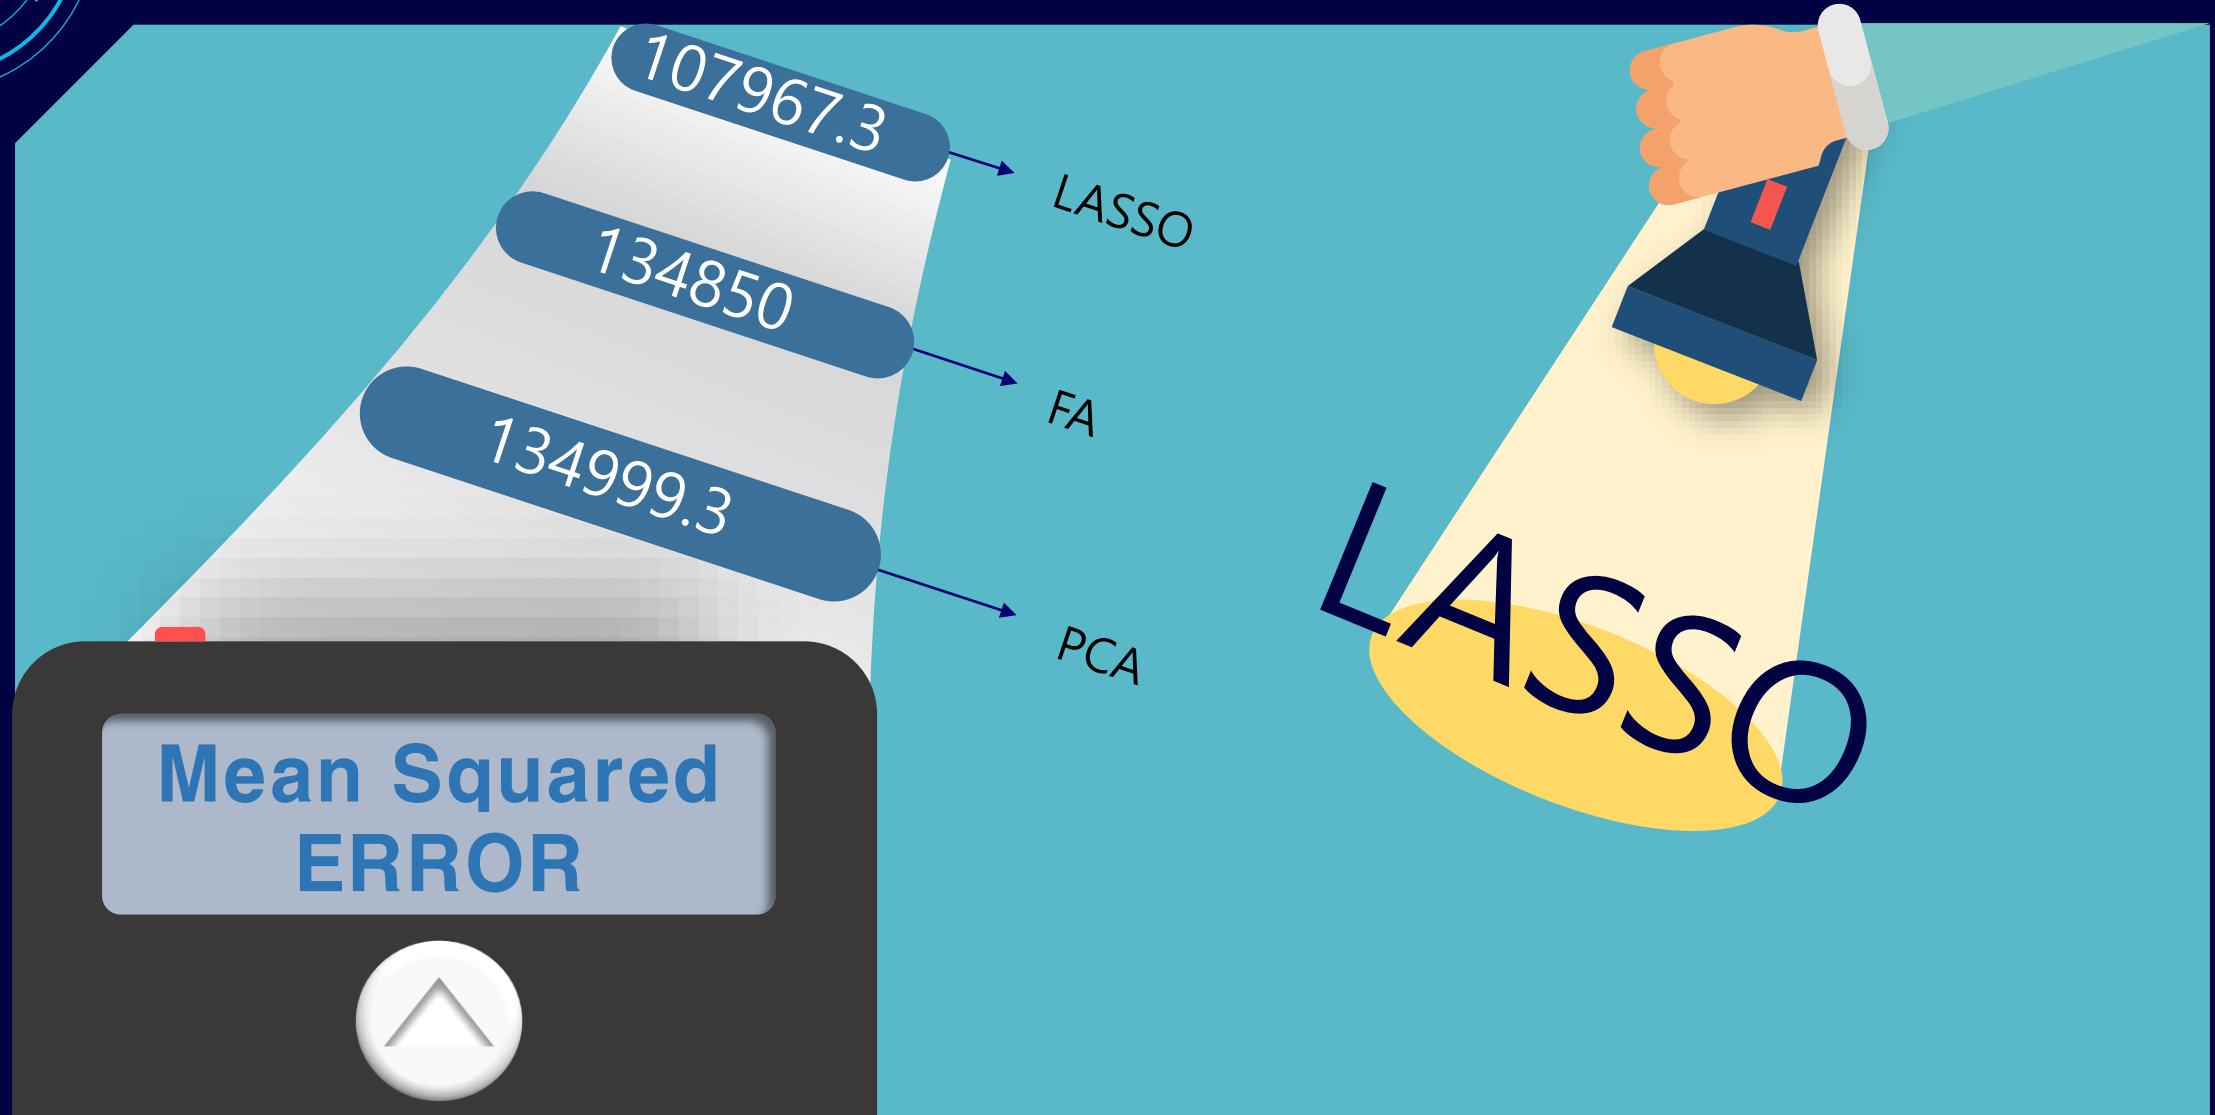 107967.3
LASSO
134850
FA
134999.3
PCA
LASSO
Mean Squared
ERROR